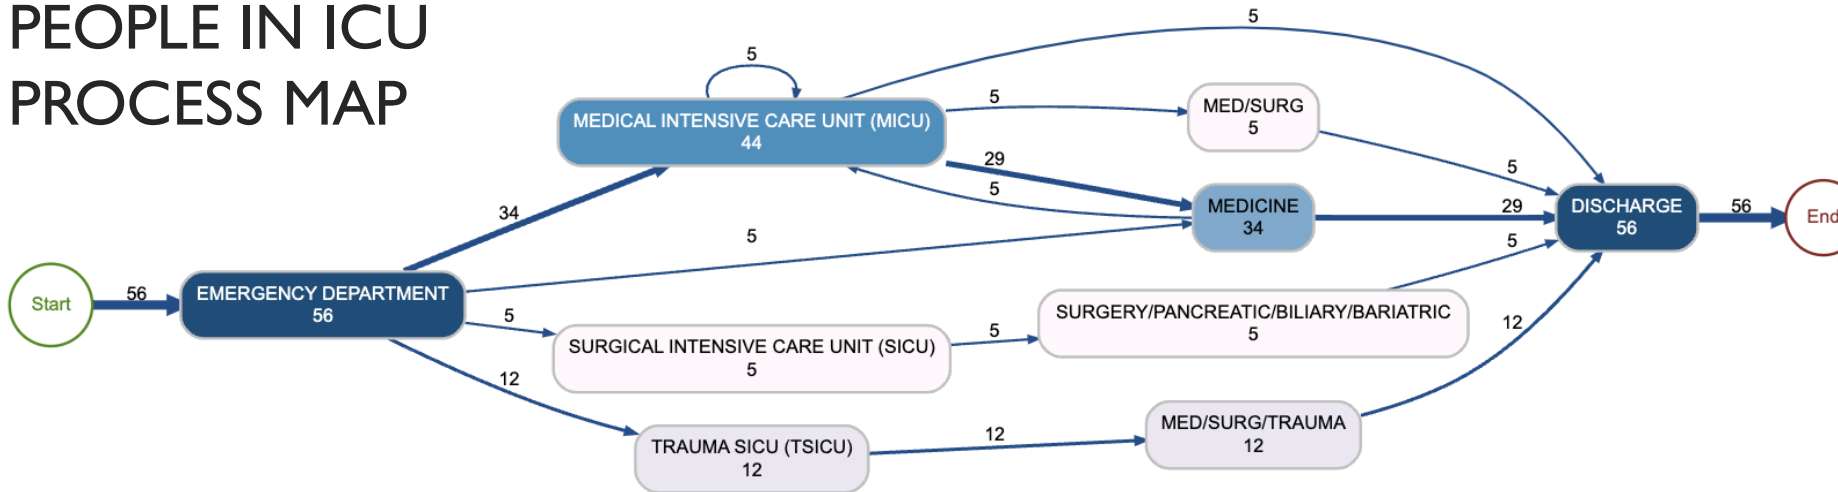 PEOPLE IN ICU
PROCESS MAP
Start
56
EMERGENCY DEPARTMENT
56
34
5
5
12
5
MEDICAL INTENSIVE CARE UNIT (MICU)
44
SURGICAL INTENSIVE CARE UNIT (SICU)
5
TRAUMA SICU (TSICU)
12
5
5
29
5
5
12
MED/SURG
5
MEDICINE
34
SURGERY/PANCREATIC/BILIARY/BARIATRIC
5
MED/SURG/TRAUMA
12
5
29
5
12
DISCHARGE
56
56
End